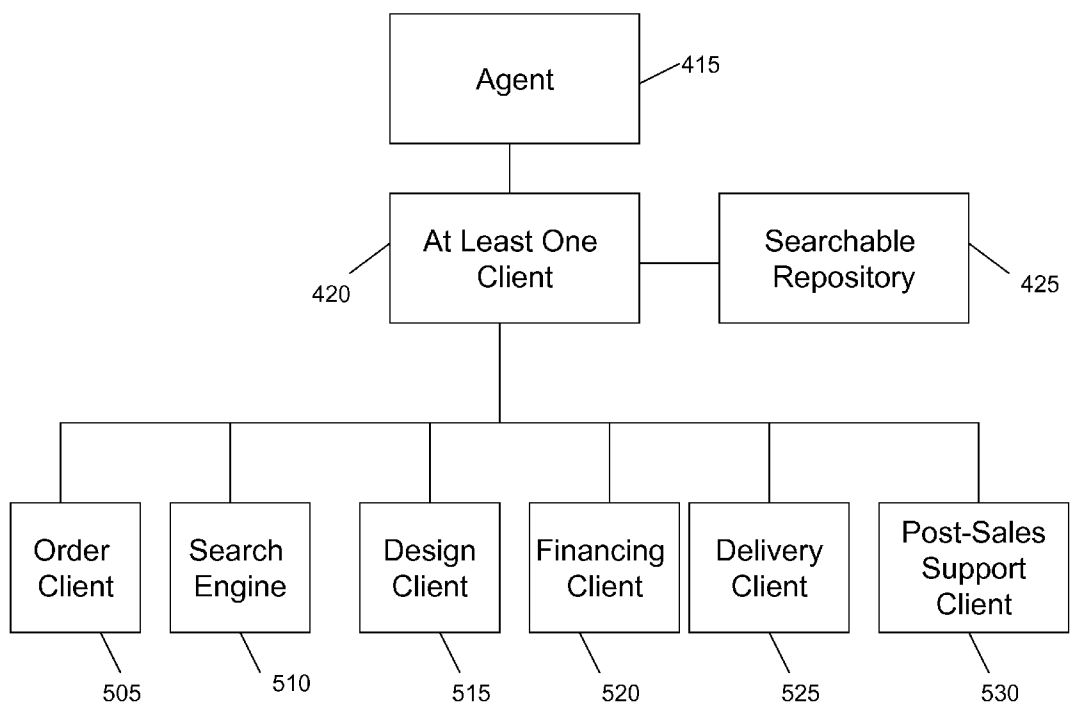 Agent
415
At Least One
Client
420
Searchable
Repository
425
Order
Client
505
Search
Engine
510
Design
Client
515
Financing
Client
520
Delivery
Client
525
Post-Sales
Support
Client
530